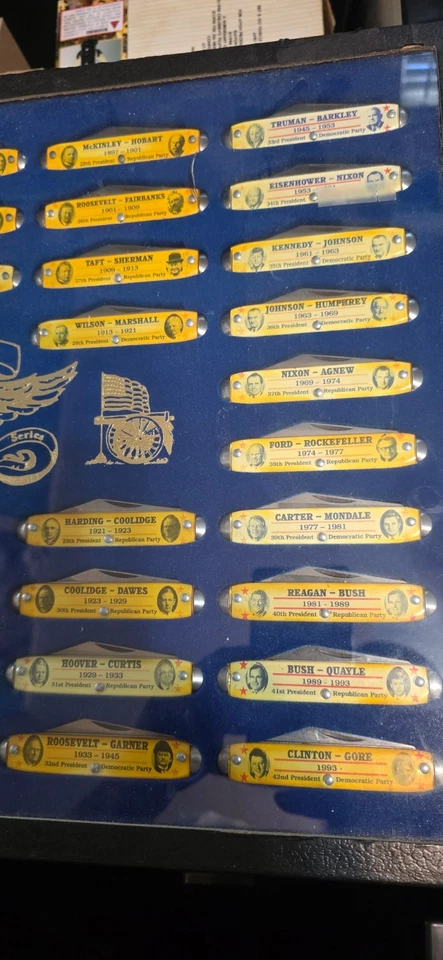 McKINLEY – HOBART
1897 – 1901
25th President Republican Party
ROOSEVELT – FAIRBANKS
1901 – 1909
26th President Republican Party
TAFT – SHERMAN
1909 – 1913
27th President Republican Party
WILSON – MARSHALL
1913 – 1921
28th President Democratic Party
Series
HARDING – COOLIDGE
1921 – 1923
29th President Republican Party
COOLIDGE – DAWES
1923 – 1929
30th President Republican Party
HOOVER – CURTIS
1929 – 1933
31st President Republican Party
ROOSEVELT – GARNER
1933 – 1945
32nd President Democratic Party
TRUMAN – BARKLEY
1945 – 1953
33rd President Democratic Party
EISENHOWER – NIXON
1953
34th President
KENNEDY – JOHNSON
1961 – 1963
35th President Democratic Party
JOHNSON – HUMPHREY
1963 – 1969
36th President Democratic Party
NIXON – AGNEW
1969 – 1974
37th President Republican Party
FORD – ROCKEFELLER
1974 – 1977
38th President Republican Party
CARTER – MONDALE
1977 – 1981
39th President Democratic Party
REAGAN – BUSH
1981 – 1989
40th President Republican Party
BUSH – QUAYLE
1989 – 1993
41st President Republican Party
CLINTON – GORE
1993 -
42nd President Democratic Party